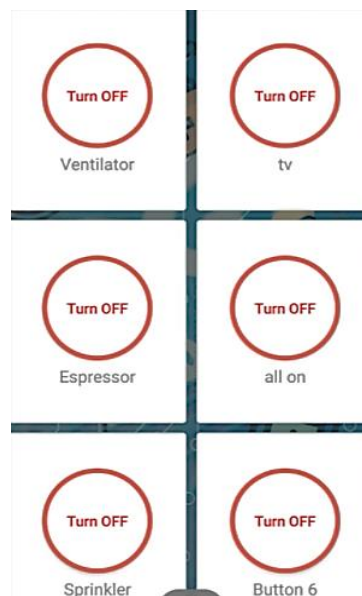 Turn OFF
Turn OFF
Ventilator
tv
Turn OFF
Turn OFF
Espressor
all on
Turn OFF
Turn OFF
Sprinkler
Button 6